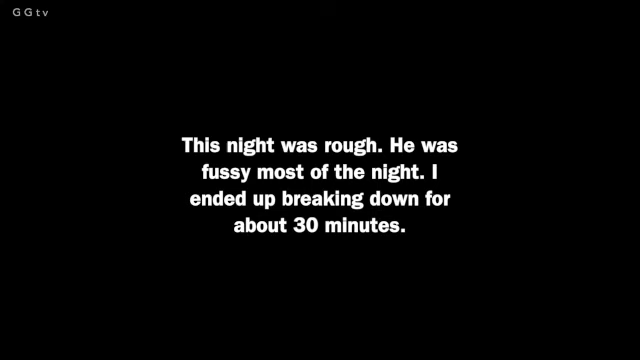 GGtv
This night was rough. He was
fussy most of the night. I
ended up breaking down for
about 30 minutes.